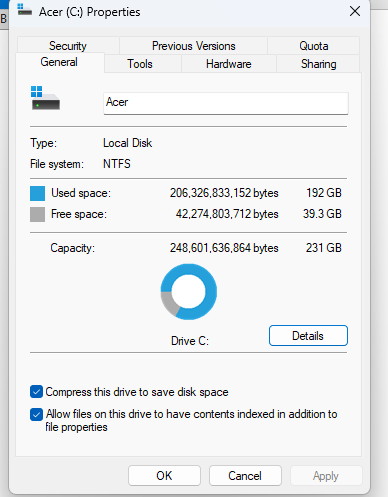 B
Acer (C:) Properties
Security Previous Versions Quota
General Tools Hardware Sharing
Acer
Type: Local Disk
File system: NTFS
Used space: 206,326,833,152 bytes 192 GB
Free space: 42,274,803,712 bytes 39.3 GB
Capacity: 248,601,636,864 bytes 231 GB
Drive C:
Details
Compress this drive to save disk space
Allow files on this drive to have contents indexed in addition to
file properties
OK Cancel Apply